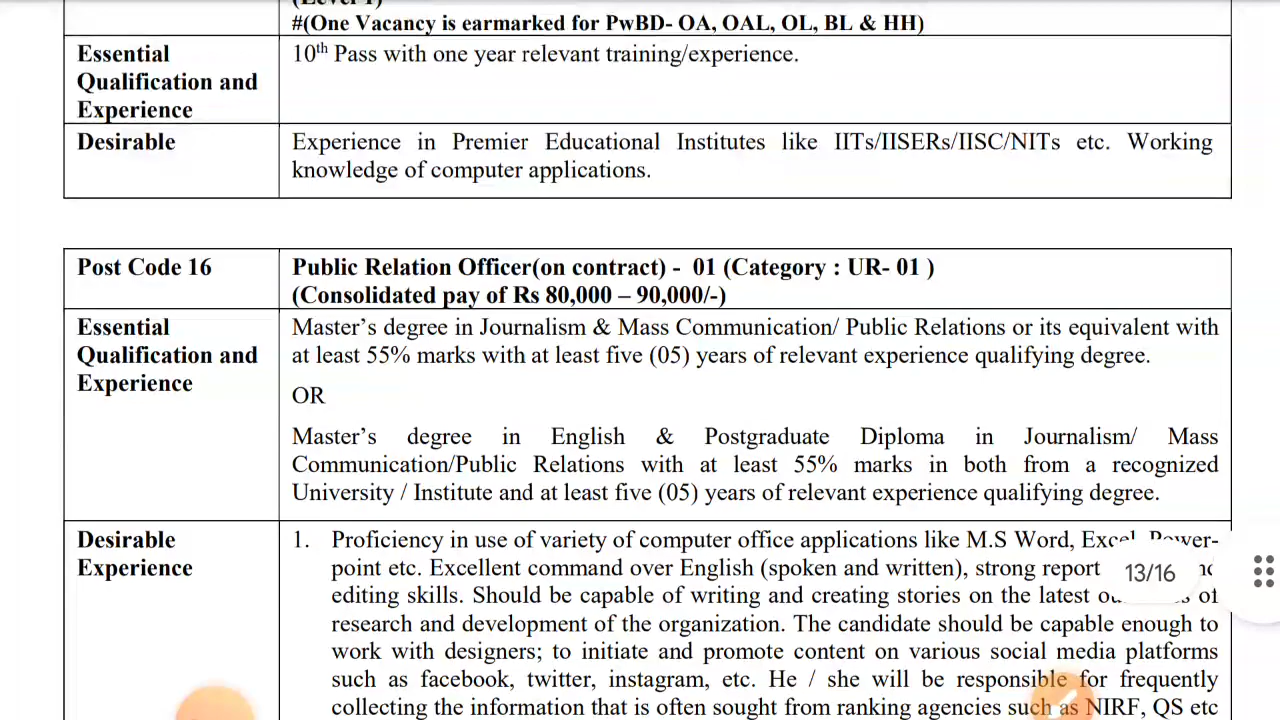 (Level 1)
#(One Vacancy is earmarked for PwBD- OA, OAL, OL, BL & HH)
Essential
Qualification and
Experience
10th Pass with one year relevant training/experience.
Desirable
Experience in Premier Educational Institutes like IITs/IISERs/IISC/NITs etc. Working
knowledge of computer applications.
Post Code 16
Public Relation Officer(on contract) - 01 (Category : UR- 01 )
(Consolidated pay of Rs 80,000 – 90,000/-)
Essential
Qualification and
Experience
Master’s degree in Journalism & Mass Communication/ Public Relations or its equivalent with
at least 55% marks with at least five (05) years of relevant experience qualifying degree.
OR
Master’s degree in English & Postgraduate Diploma in Journalism/ Mass
Communication/Public Relations with at least 55% marks in both from a recognized
University / Institute and at least five (05) years of relevant experience qualifying degree.
Desirable
Experience
1. Proficiency in use of variety of computer office applications like M.S Word, Excel, Power-
point etc. Excellent command over English (spoken and written), strong report
editing skills. Should be capable of writing and creating stories on the latest of
research and development of the organization. The candidate should be capable enough to
work with designers; to initiate and promote content on various social media platforms
such as facebook, twitter, instagram, etc. He / she will be responsible for frequently
collecting the information that is often sought from ranking agencies such as NIRF, QS etc
13/16